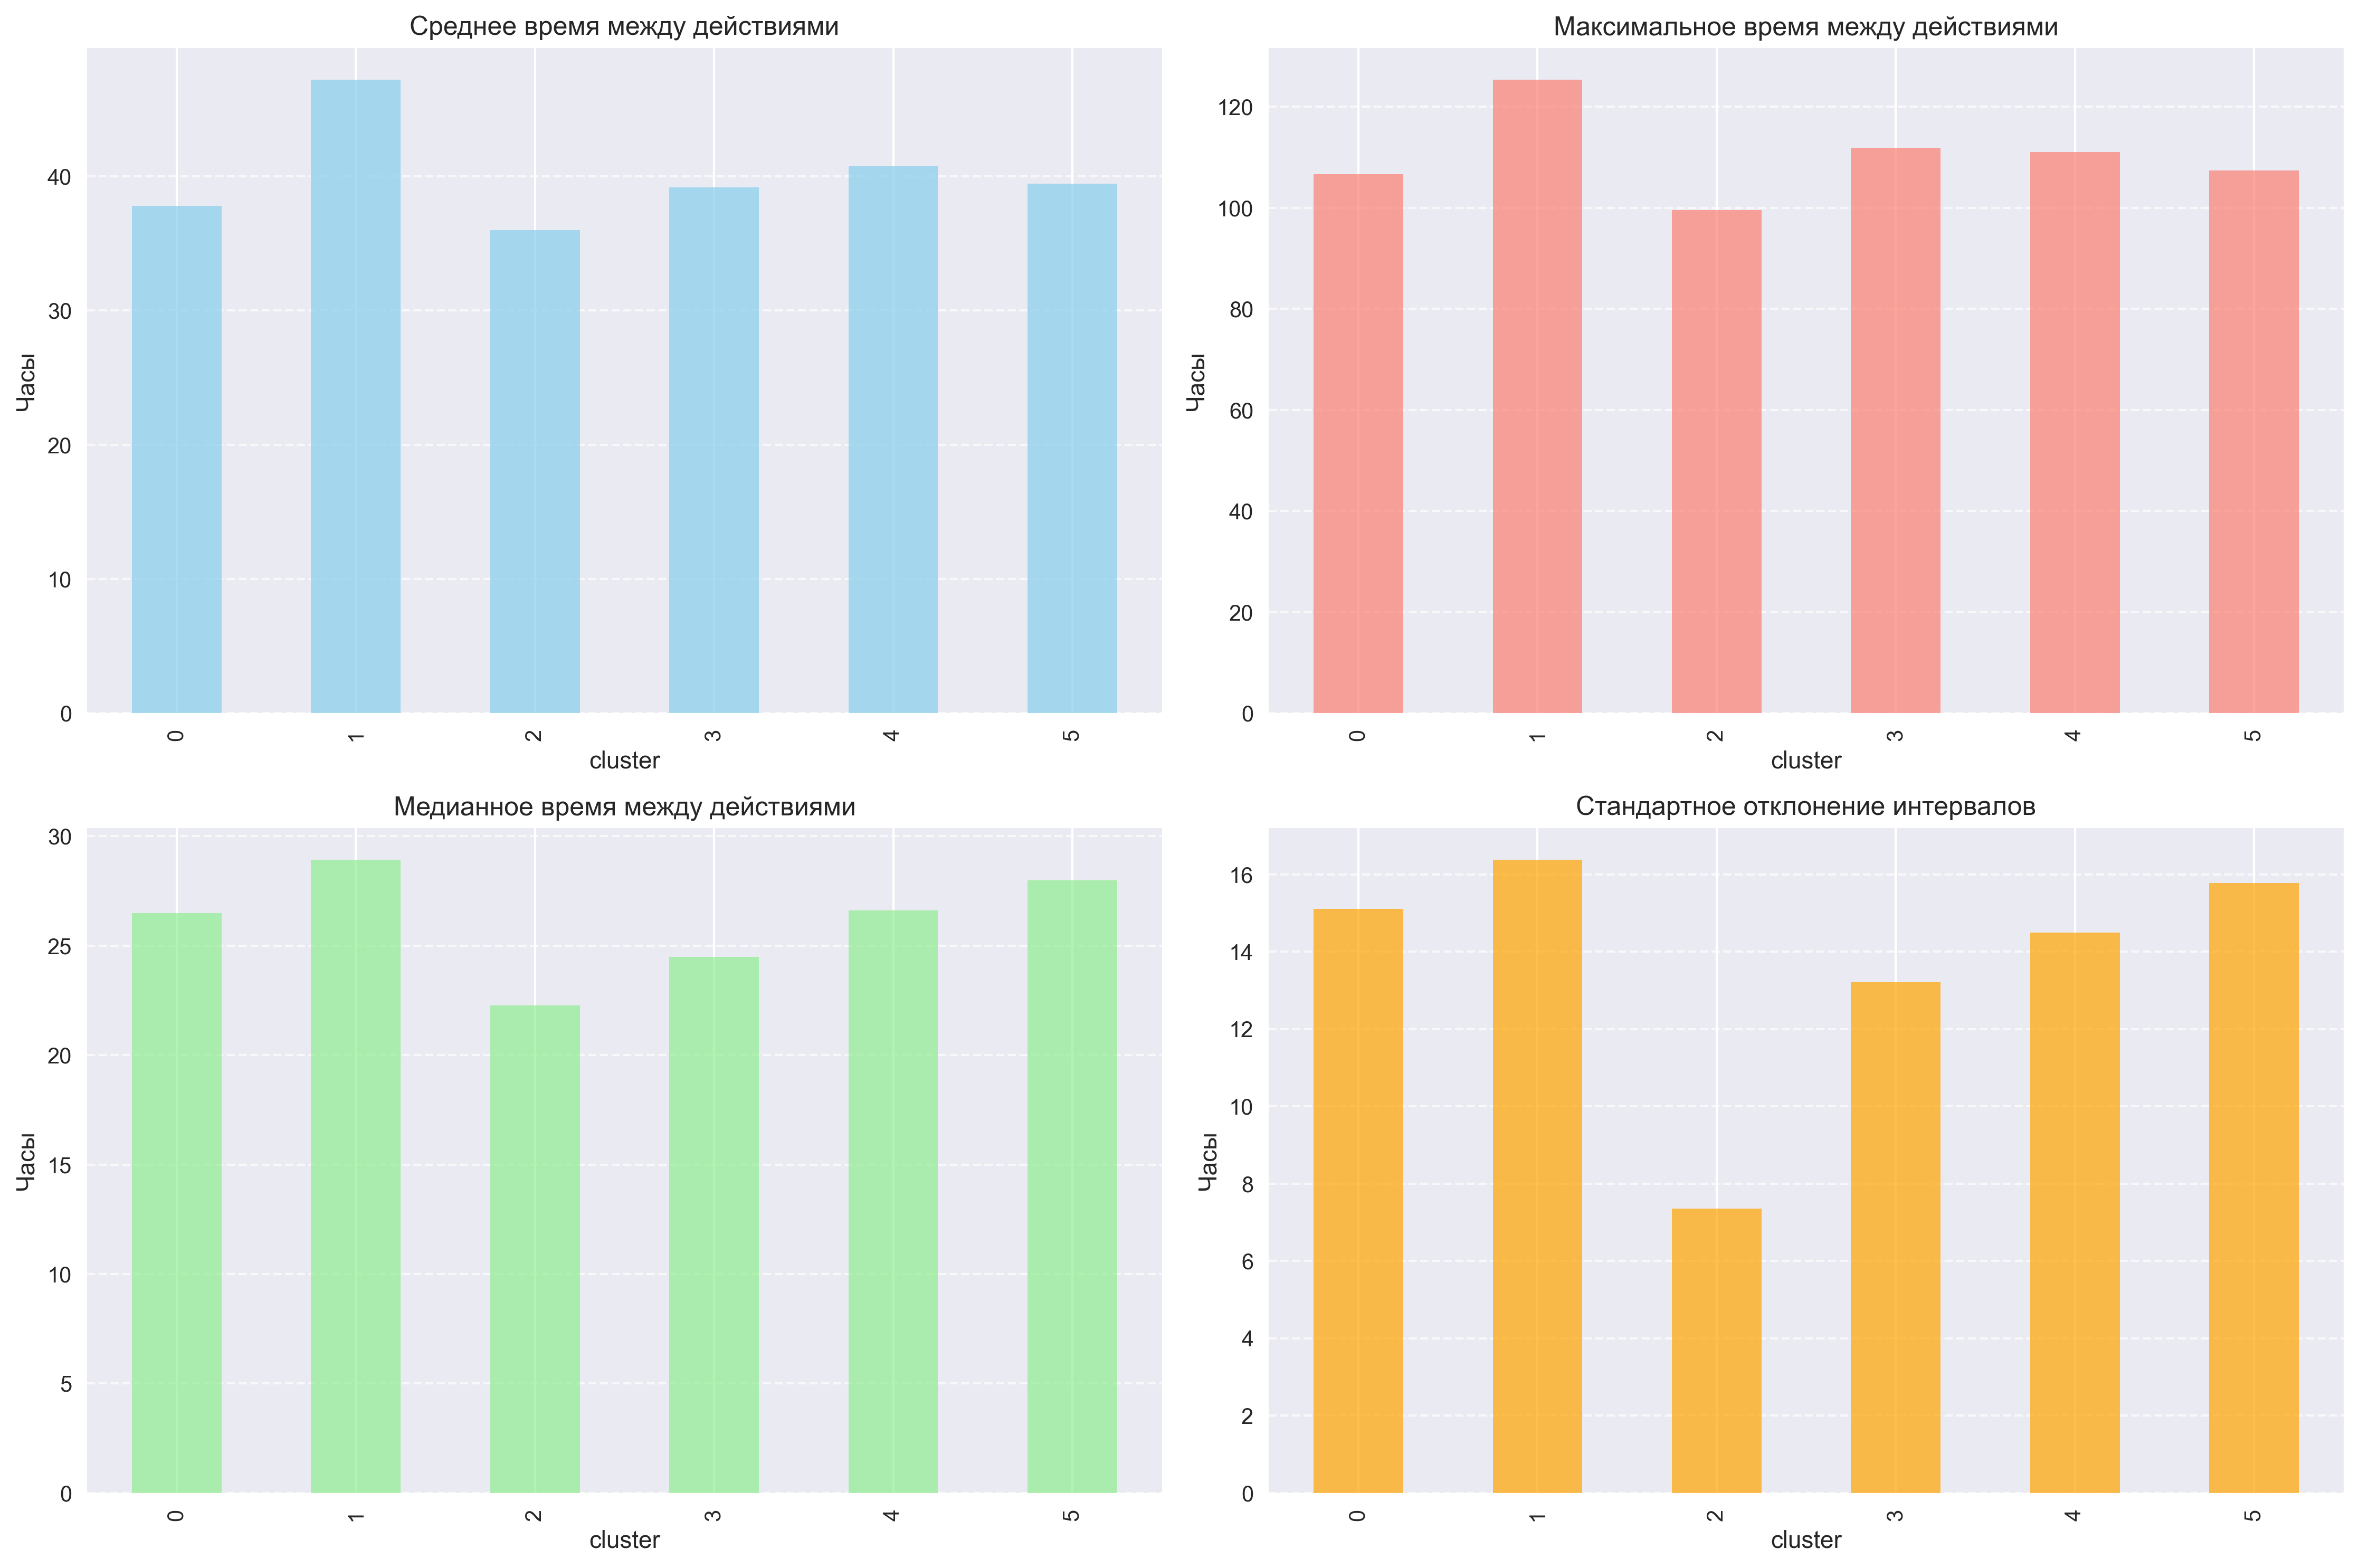 Среднее время между действиями
Часы
40
30
20
10
0
0 1 2 3 4 5
cluster
Максимальное время между действиями
Часы
120
100
80
60
40
20
0
0 1 2 3 4 5
cluster
Медианное время между действиями
Часы
30
25
20
15
10
5
0
0 1 2 3 4 5
cluster
Стандартное отклонение интервалов
Часы
16
14
12
10
8
6
4
2
0
0 1 2 3 4 5
cluster